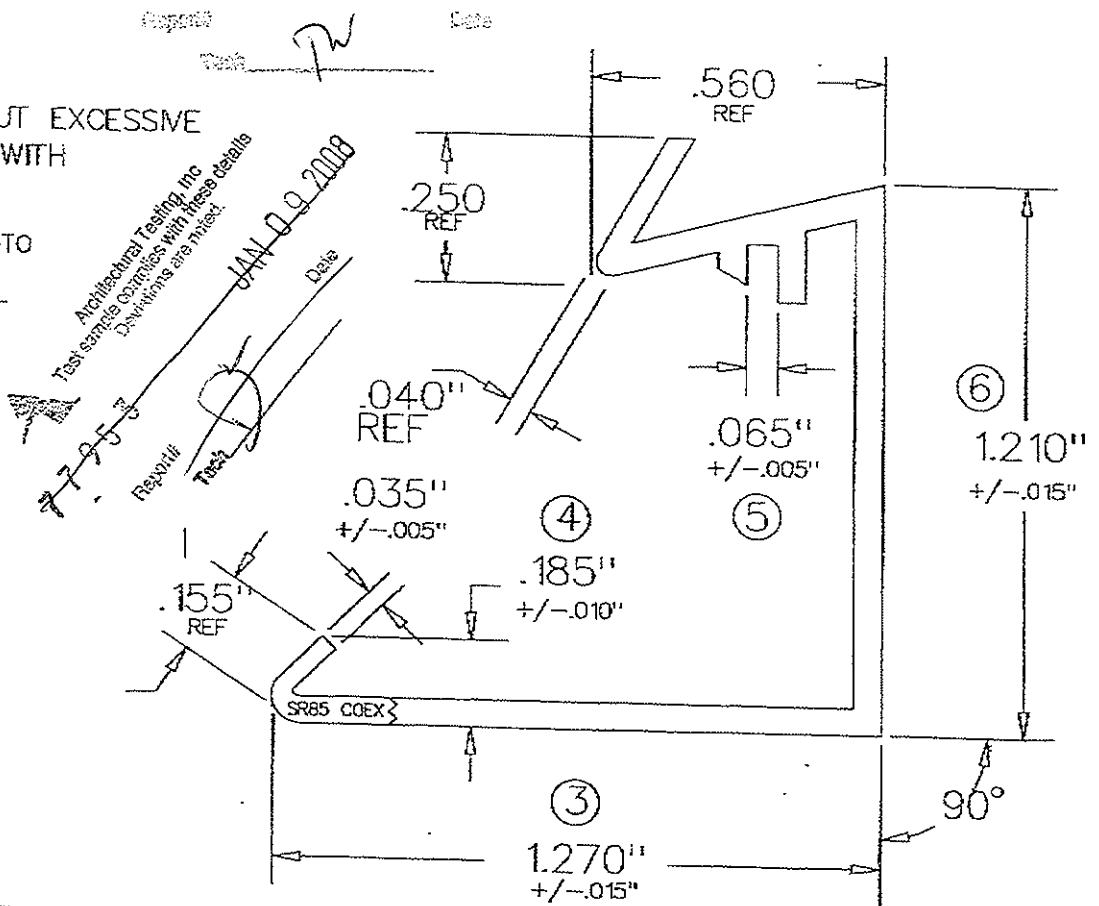 Date
TW
UT EXCESSIVE
WITH
TO
Architectural Testing, Inc
Test sample complies with these details
Deviations are noted.
JAN 09 2008
Date
Tech
.560
REF
.250
REF
.040"
REF
.035"
+/-.005"
.065"
+/-.005"
⑤
⑥
1.210"
+/-.015"
④
.185"
+/-.010"
.155"
REF
SR85 COEX
③
1.270"
+/-.015"
90°